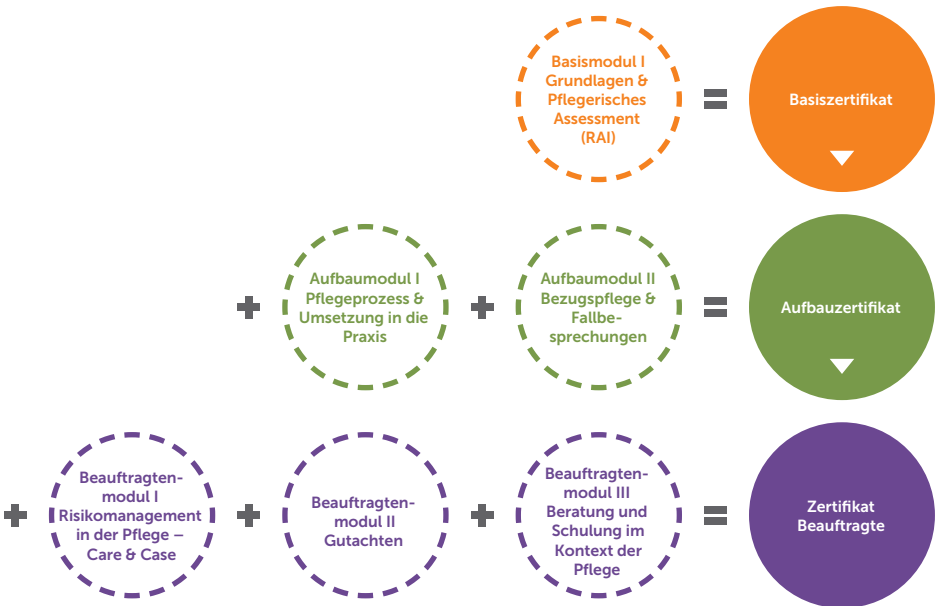 Basismodul I
Grundlagen &
Pflegerisches
Assessment
(RAI)
=
Basiszertifikat
+
Aufbaumodul I
Pflegeprozess &
Umsetzung in die
Praxis
+
Aufbaumodul II
Bezugspflege &
Fallbe-
sprechungen
=
Aufbauzertifikat
+
Beauftragten-
modul I
Risikomanagement
in der Pflege –
Care & Case
+
Beauftragten-
modul II
Gutachten
+
Beauftragten-
modul III
Beratung und
Schulung im
Kontext der
Pflege
=
Zertifikat
Beauftragte